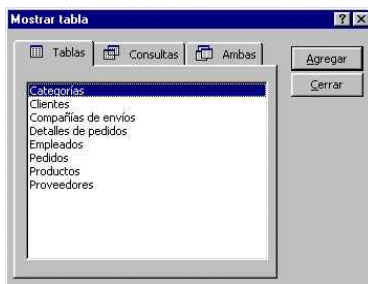 Mostrar tabla
Tablas Consultas Ambas
Agregar
Cerrar
Categorías
Clientes
Compañías de envíos
Detalles de pedidos
Empleados
Pedidos
Productos
Proveedores